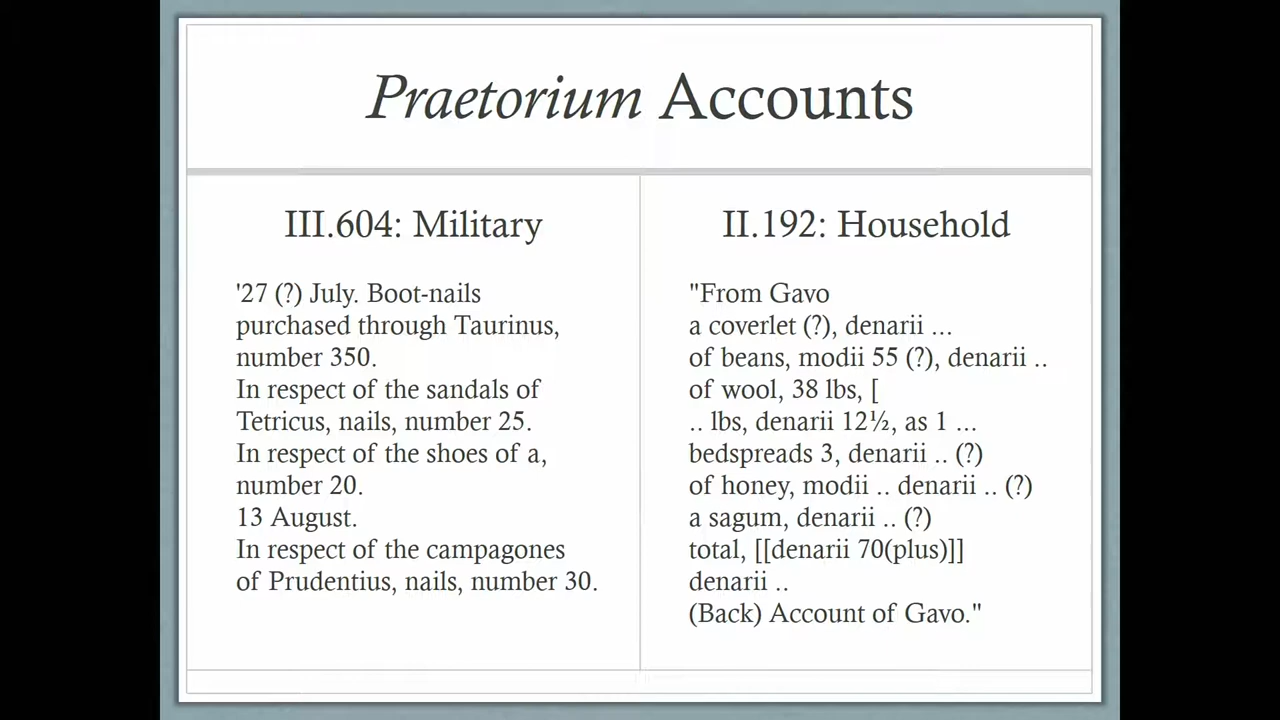 Praetorium Accounts
III.604: Military
'27 (?) July. Boot-nails
purchased through Taurinus,
number 350.
In respect of the sandals of
Tetricus, nails, number 25.
In respect of the shoes of a,
number 20.
13 August.
In respect of the campagones
of Prudentius, nails, number 30.
II.192: Household
"From Gavo
a coverlet (?), denarii ...
of beans, modii 55 (?), denarii ..
of wool, 38 lbs, [
.. lbs, denarii 12½, as 1 ...
bedspreads 3, denarii .. (?)
of honey, modii .. denarii .. (?)
a sagum, denarii .. (?)
total, [[denarii 70(plus)]]
denarii ..
(Back) Account of Gavo."